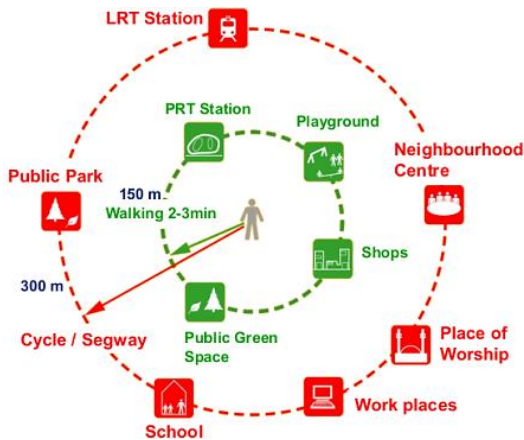 LRT Station
PRT Station
Playground
Neighbourhood
Centre
Public Park
150 m
Walking 2-3min
Shops
300 m
Cycle / Segway
Public Green
Space
Place of
Worship
Work places
School